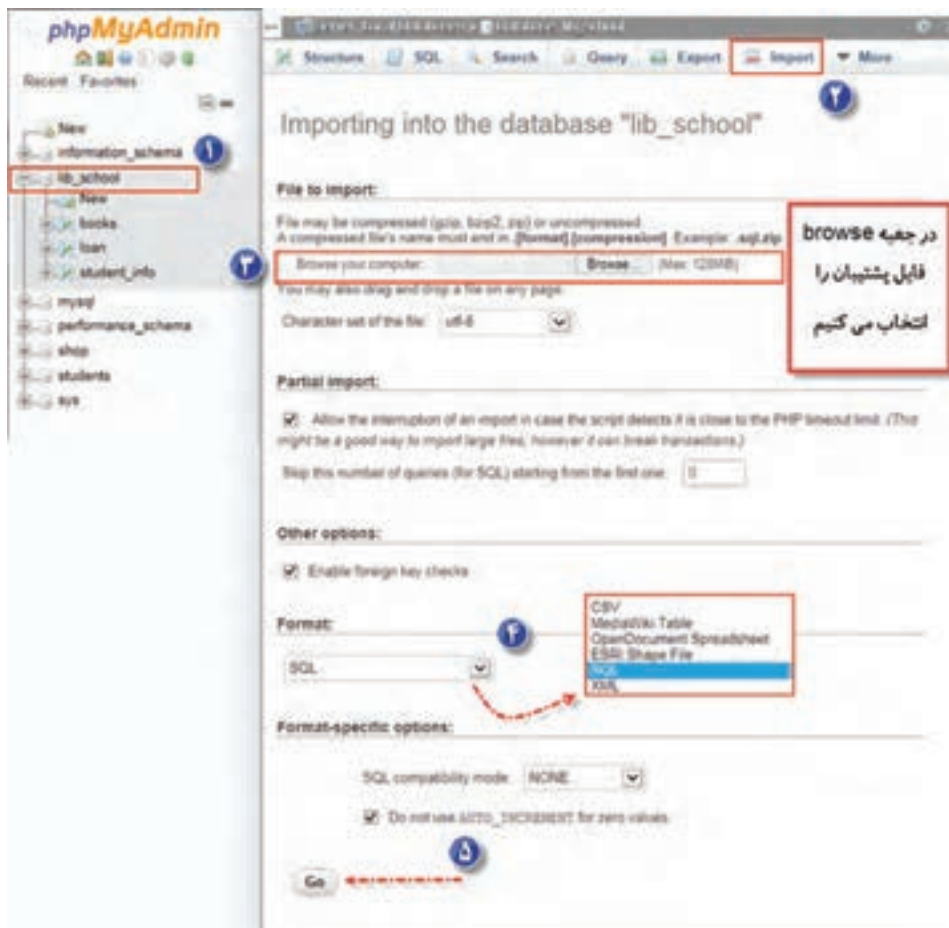 phpMyAdmin
Recent Favorites
New
information_schema
۱
lib_school
New
books
loan
student_info
mysql
performance_schema
shop
students
sys
Structure SQL Search Query Export Import More
۲
Importing into the database "lib_school"
File to import:
File may be compressed (gzip, bzip2, zip) or uncompressed.
A compressed file's name must end in .[format].[compression]. Example: .sql.zip
۳
Browse your computer: Browse... (Max: 128MB)
You may also drag and drop a file on any page.
Character set of the file: utf-8
در جعبه browse
فایل پشتیبان را
انتخاب می کنیم
Partial import:
Allow the interruption of an import in case the script detects it is close to the PHP timeout limit. (This
might be a good way to import large files, however it can break transactions.)
Skip this number of queries (for SQL) starting from the first one: 0
Other options:
Enable foreign key checks
Format:
۴
SQL
CSV
MediaWiki Table
OpenDocument Spreadsheet
ESRI Shape File
SQL
XML
Format-specific options:
SQL compatibility mode: NONE
Do not use AUTO_INCREMENT for zero values
۵
Go